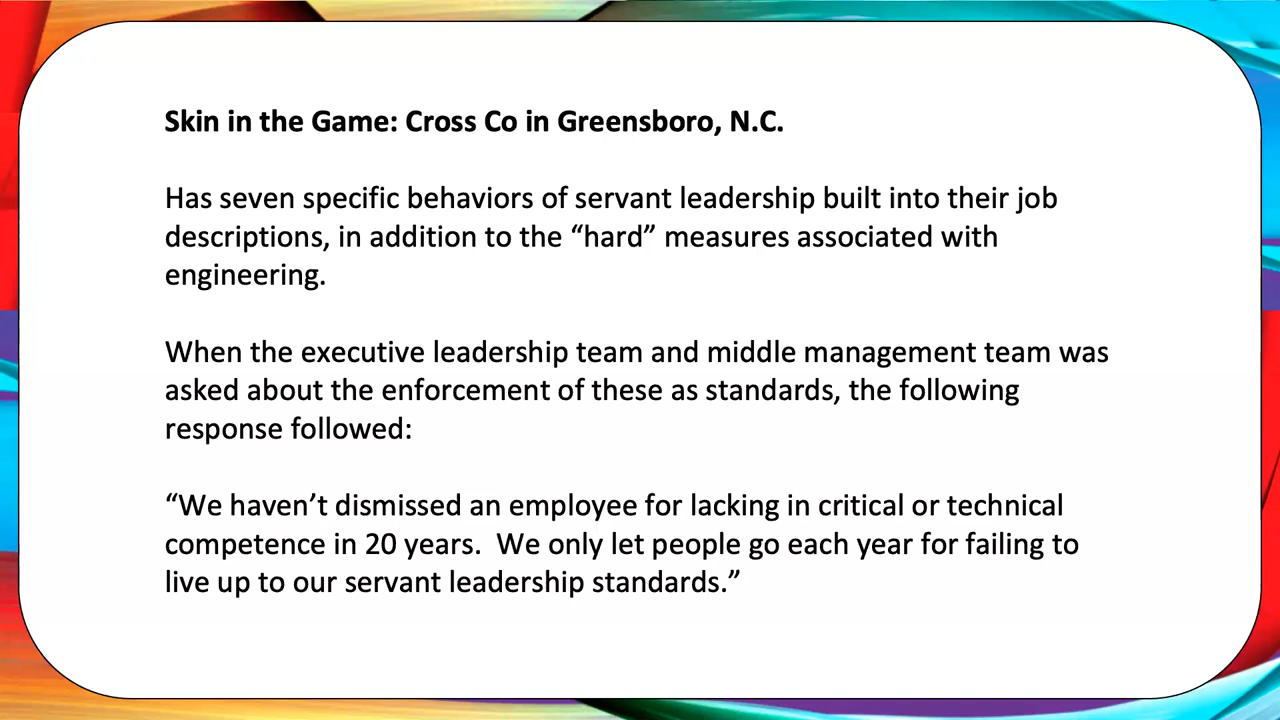 Skin in the Game: Cross Co in Greensboro, N.C.
Has seven specific behaviors of servant leadership built into their job
descriptions, in addition to the “hard” measures associated with
engineering.
When the executive leadership team and middle management team was
asked about the enforcement of these as standards, the following
response followed:
“We haven’t dismissed an employee for lacking in critical or technical
competence in 20 years.  We only let people go each year for failing to
live up to our servant leadership standards.”